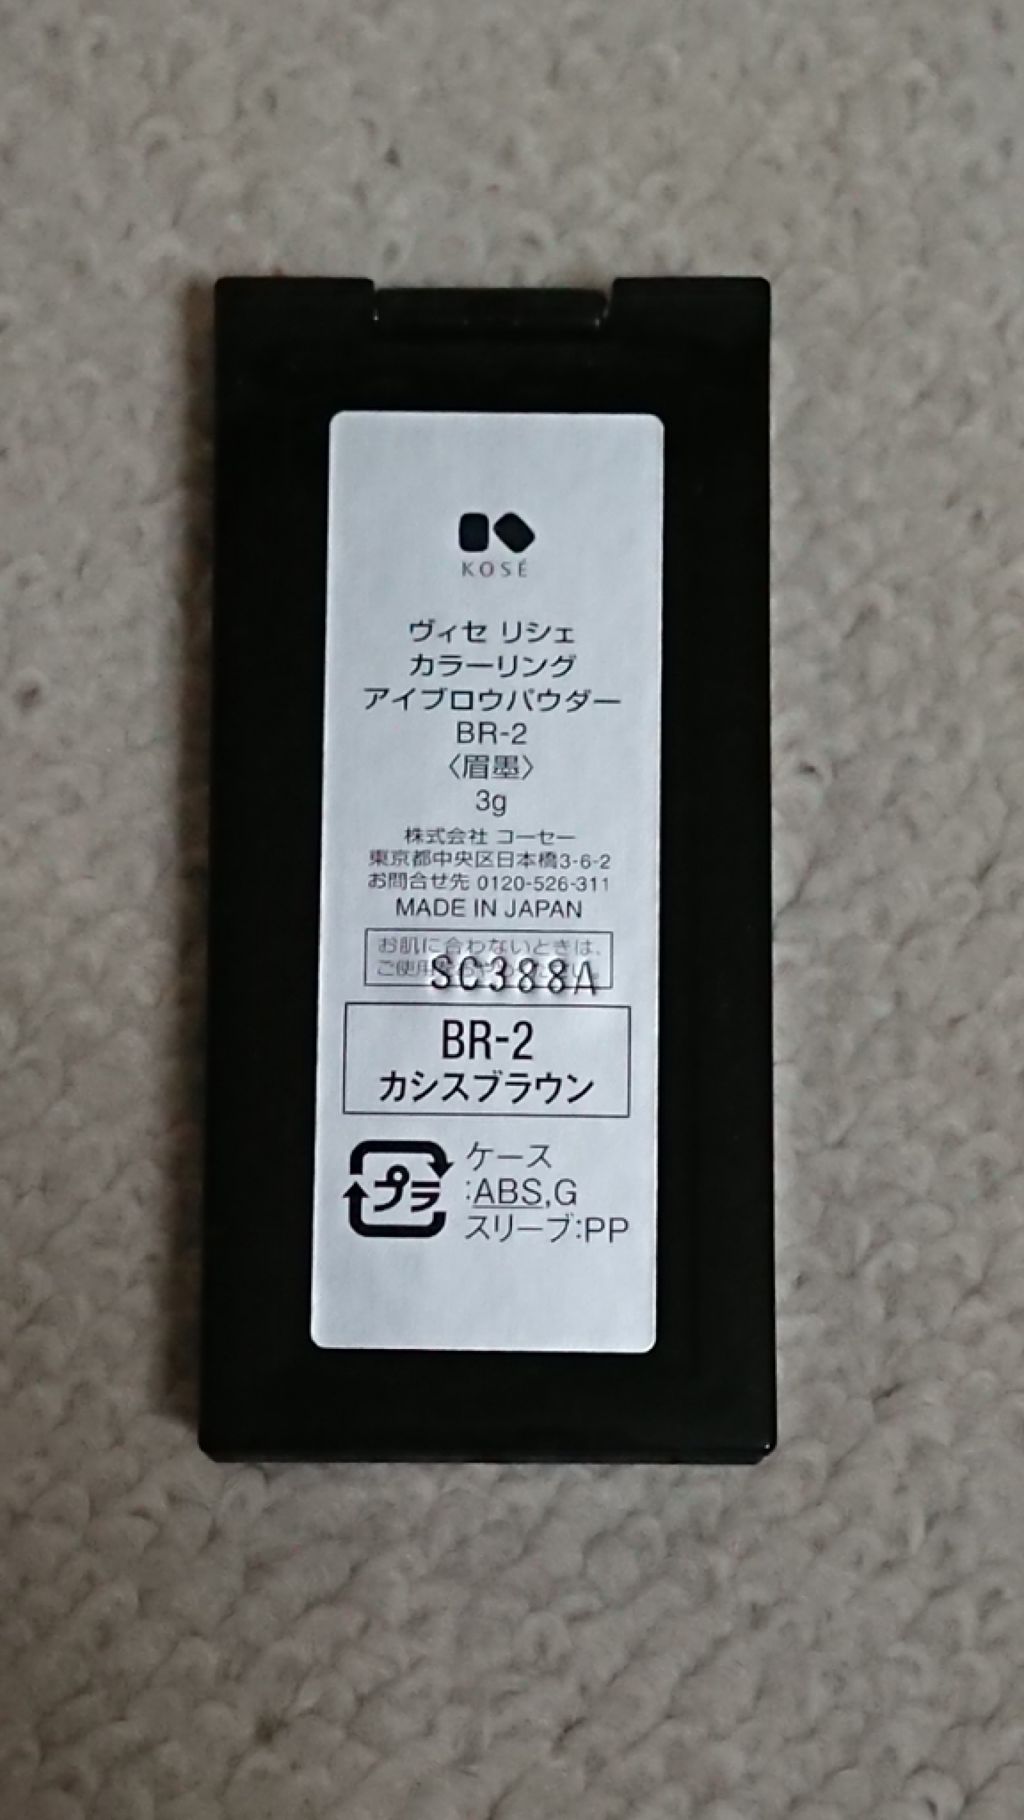 KOSÉ
ヴィセ リシェ
カラーリング
アイブロウパウダー
BR-2
〈眉墨〉
3g
株式会社 コーセー
東京都中央区日本橋3-6-2
お問合せ先 0120-526-311
MADE IN JAPAN
お肌に合わないときは、
ご使用
SC388A
BR-2
カシスブラウン
プラ
ケース
:ABS,G
スリーブ:PP